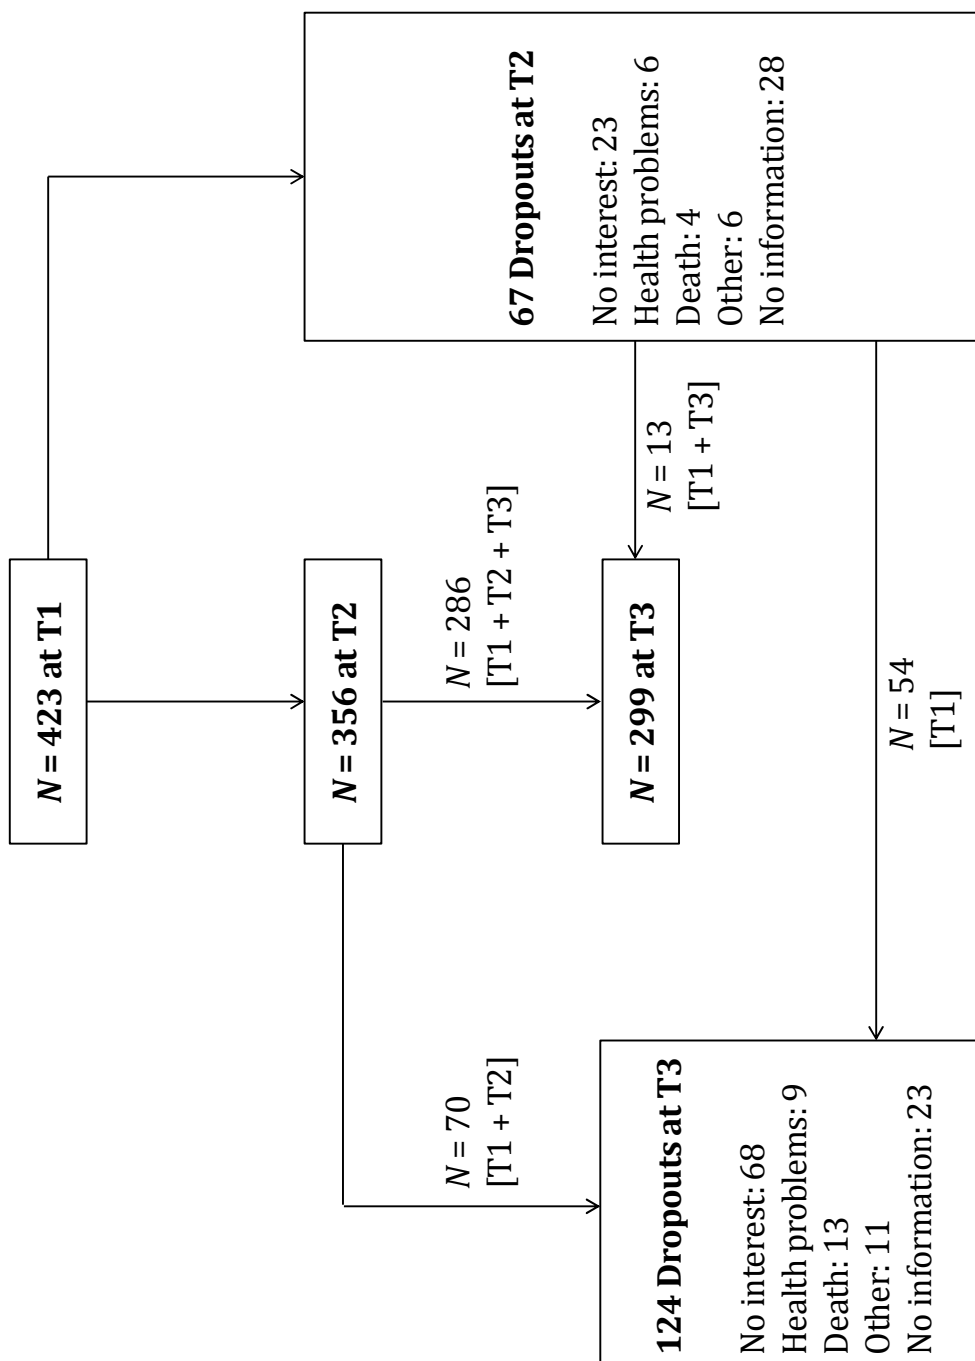 N = 423 at T1
67 Dropouts at T2
No interest: 23
Health problems: 6
Death: 4
Other: 6
No information: 28
N = 356 at T2
N = 286
[T1 + T2 + T3]
N = 13
[T1 + T3]
N = 70
[T1 + T2]
N = 299 at T3
N = 54
[T1]
124 Dropouts at T3
No interest: 68
Health problems: 9
Death: 13
Other: 11
No information: 23